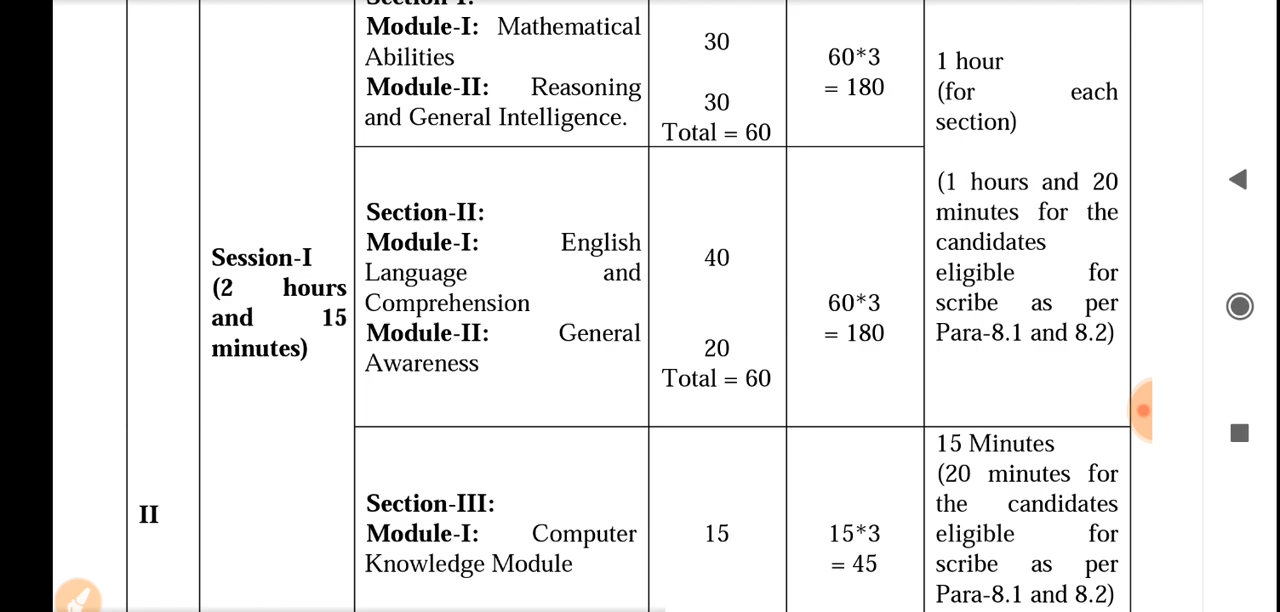 Section-I:
Module-I: Mathematical
Abilities
Module-II: Reasoning
and General Intelligence.
30
30
Total = 60
60*3
= 180
1 hour
(for each
section)
(1 hours and 20
minutes for the
candidates
eligible for
scribe as per
Para-8.1 and 8.2)
II
Session-I
(2 hours
and 15
minutes)
Section-II:
Module-I: English
Language and
Comprehension
Module-II: General
Awareness
40
20
Total = 60
60*3
= 180
Section-III:
Module-I: Computer
Knowledge Module
15
15*3
= 45
15 Minutes
(20 minutes for
the candidates
eligible for
scribe as per
Para-8.1 and 8.2)